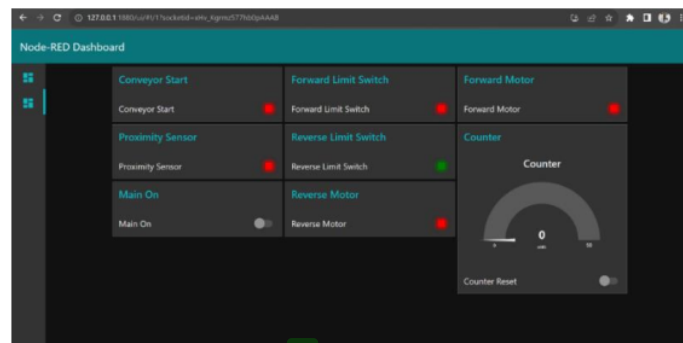 127.0.0.1
Node-RED Dashboard
Conveyor Start
Conveyor Start
Forward Limit Switch
Forward Limit Switch
Forward Motor
Forward Motor
Proximity Sensor
Proximity Sensor
Reverse Limit Switch
Reverse Limit Switch
Counter
Counter
0
Main On
Main On
Reverse Motor
Reverse Motor
Counter Reset